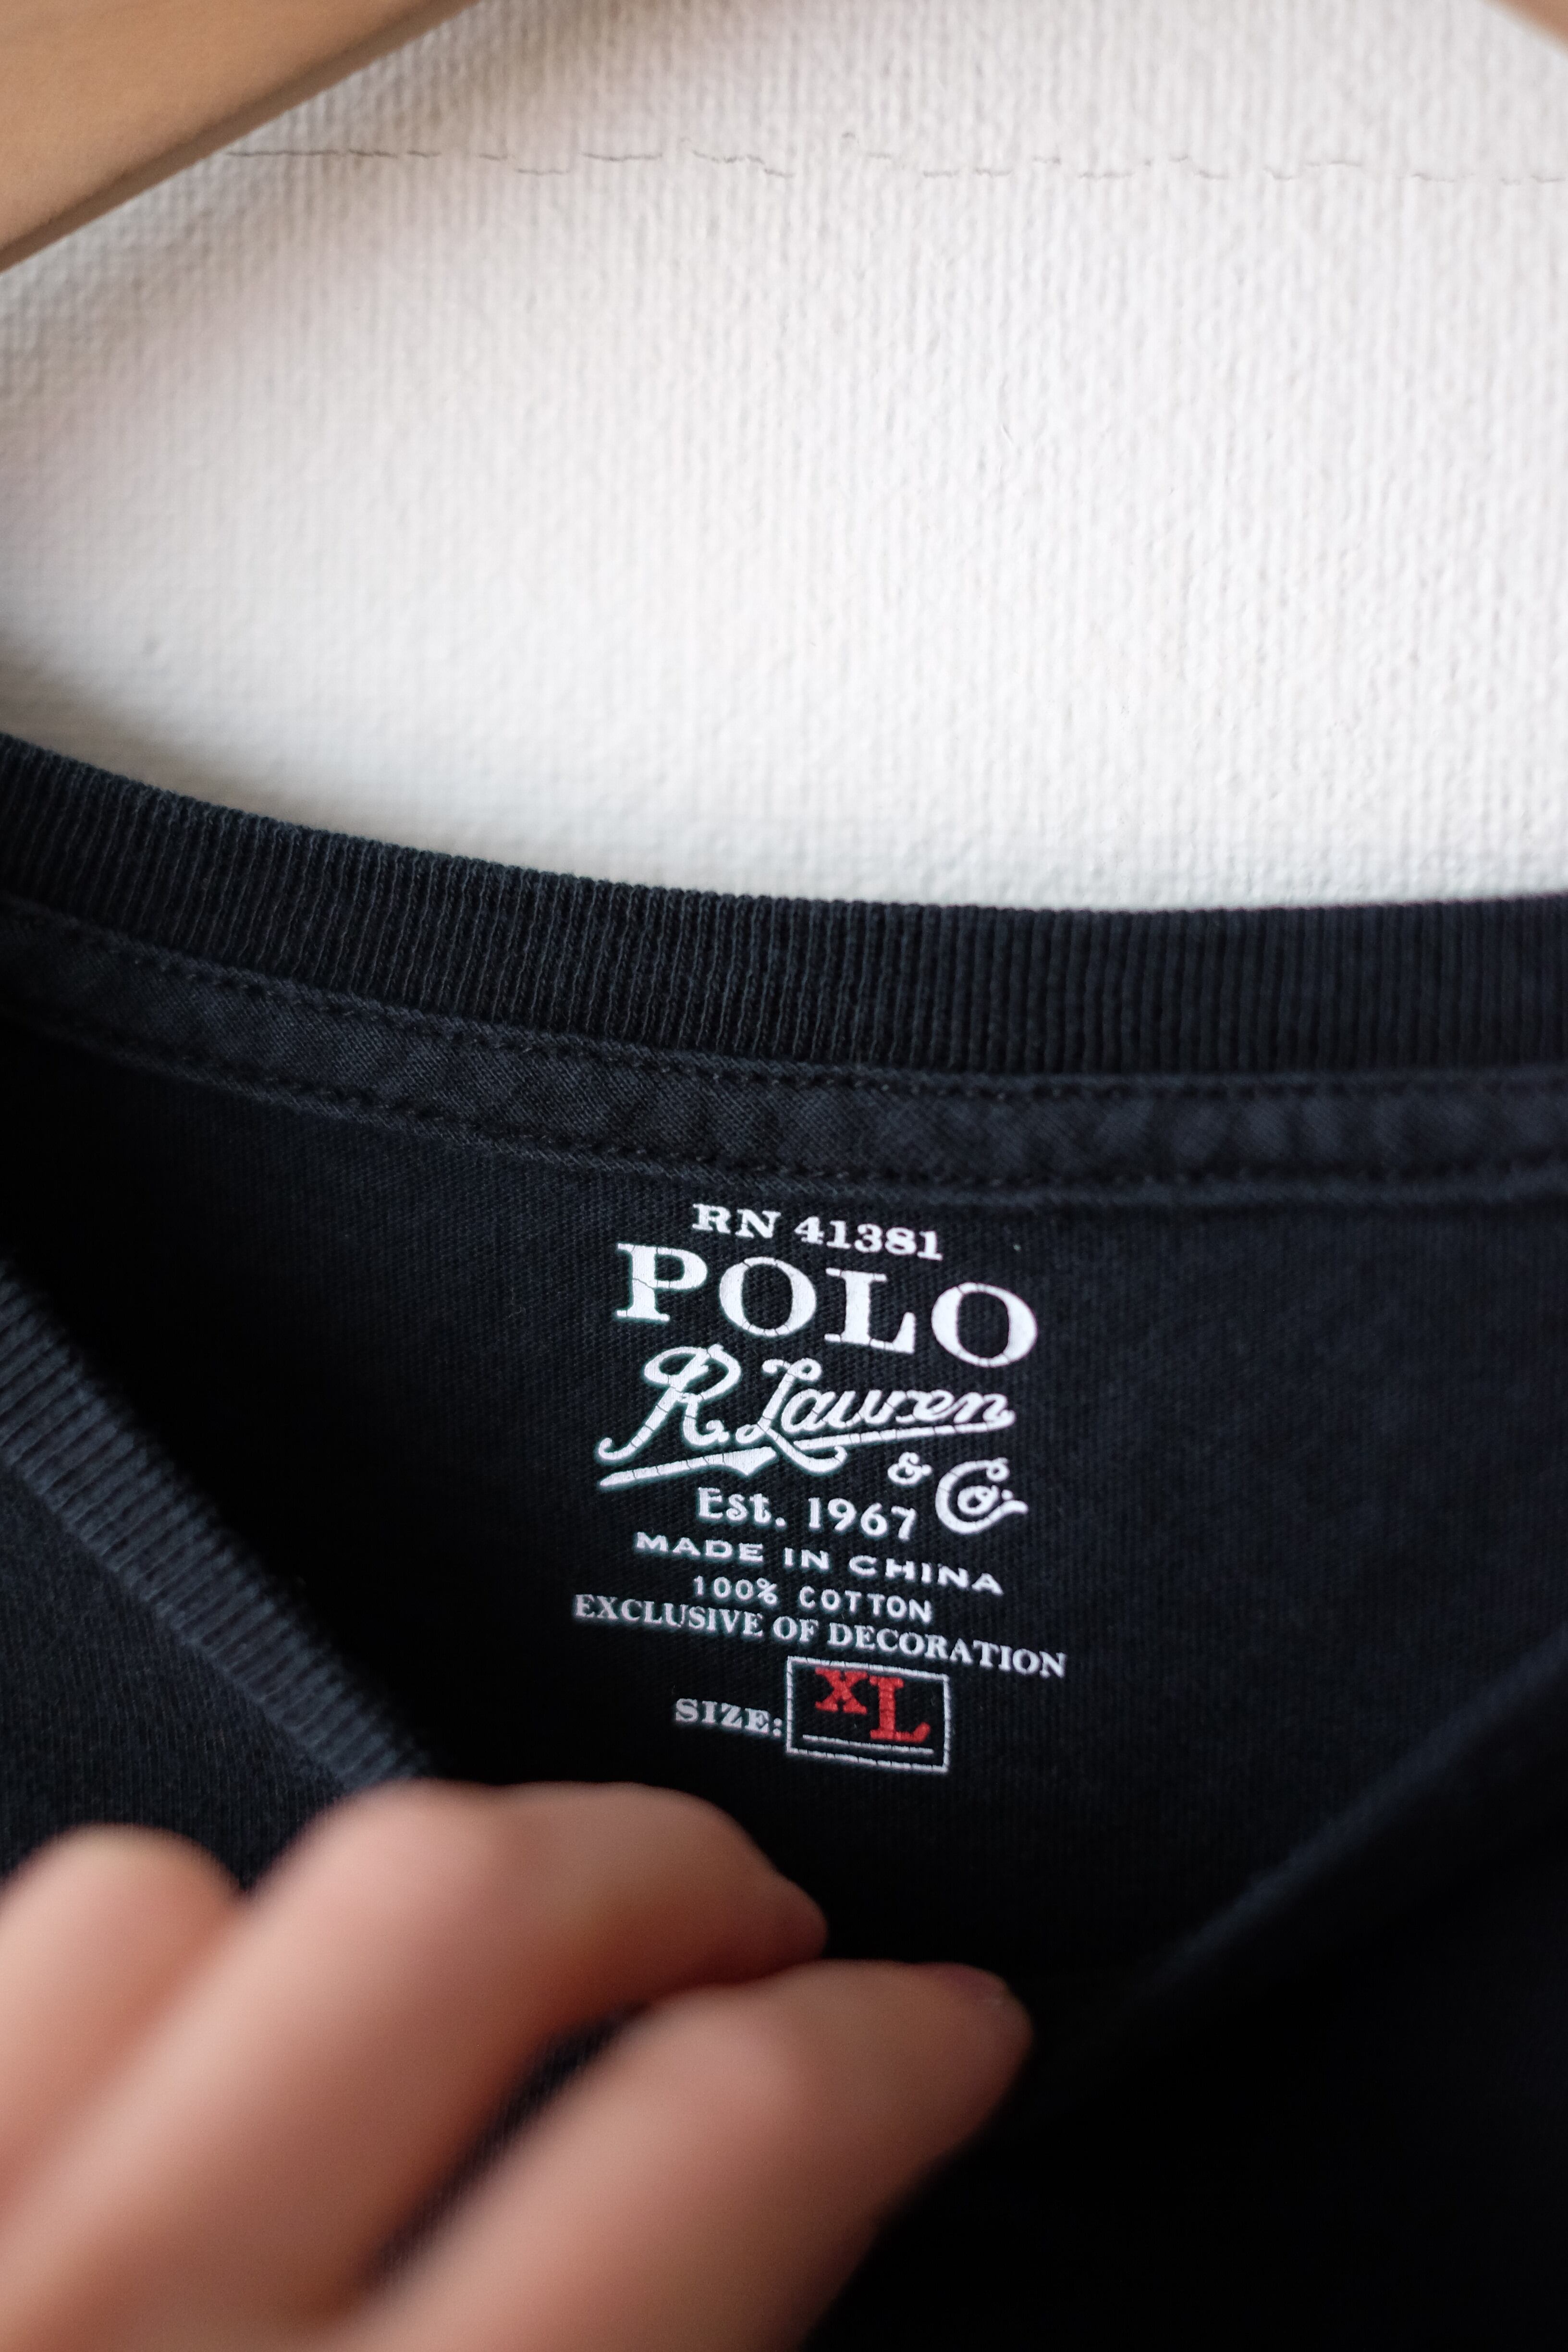 RN 41381
POLO
R. Lauren
& Co.
Est. 1967
MADE IN CHINA
100% COTTON
EXCLUSIVE OF DECORATION
SIZE: XL